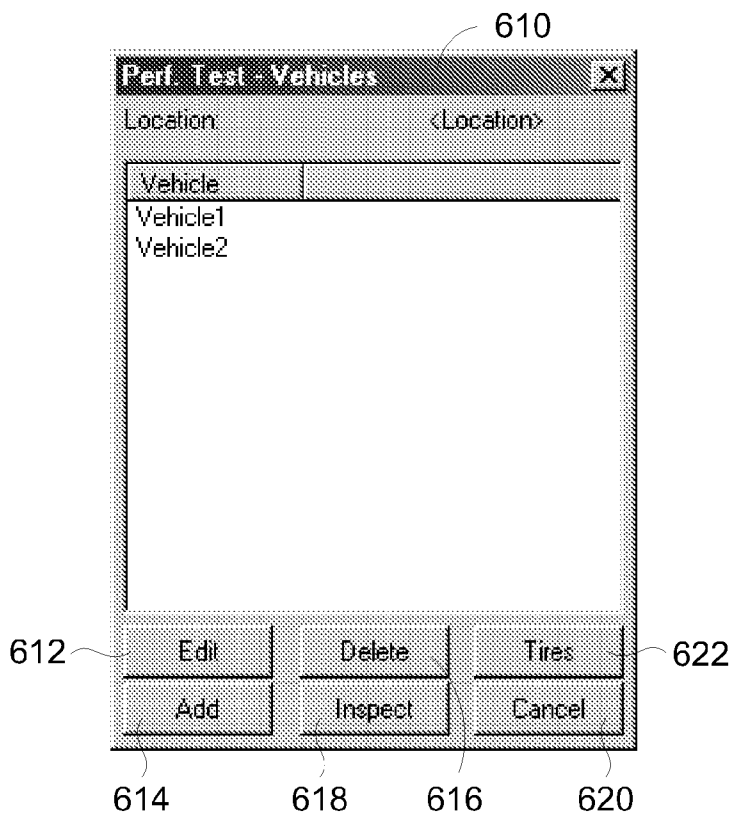 610
Perf. Test - Vehicles
Location: <Location>
Vehicle
Vehicle1
Vehicle2
612 Edit Delete Tires 622
Add Inspect Cancel
614 618 616 620